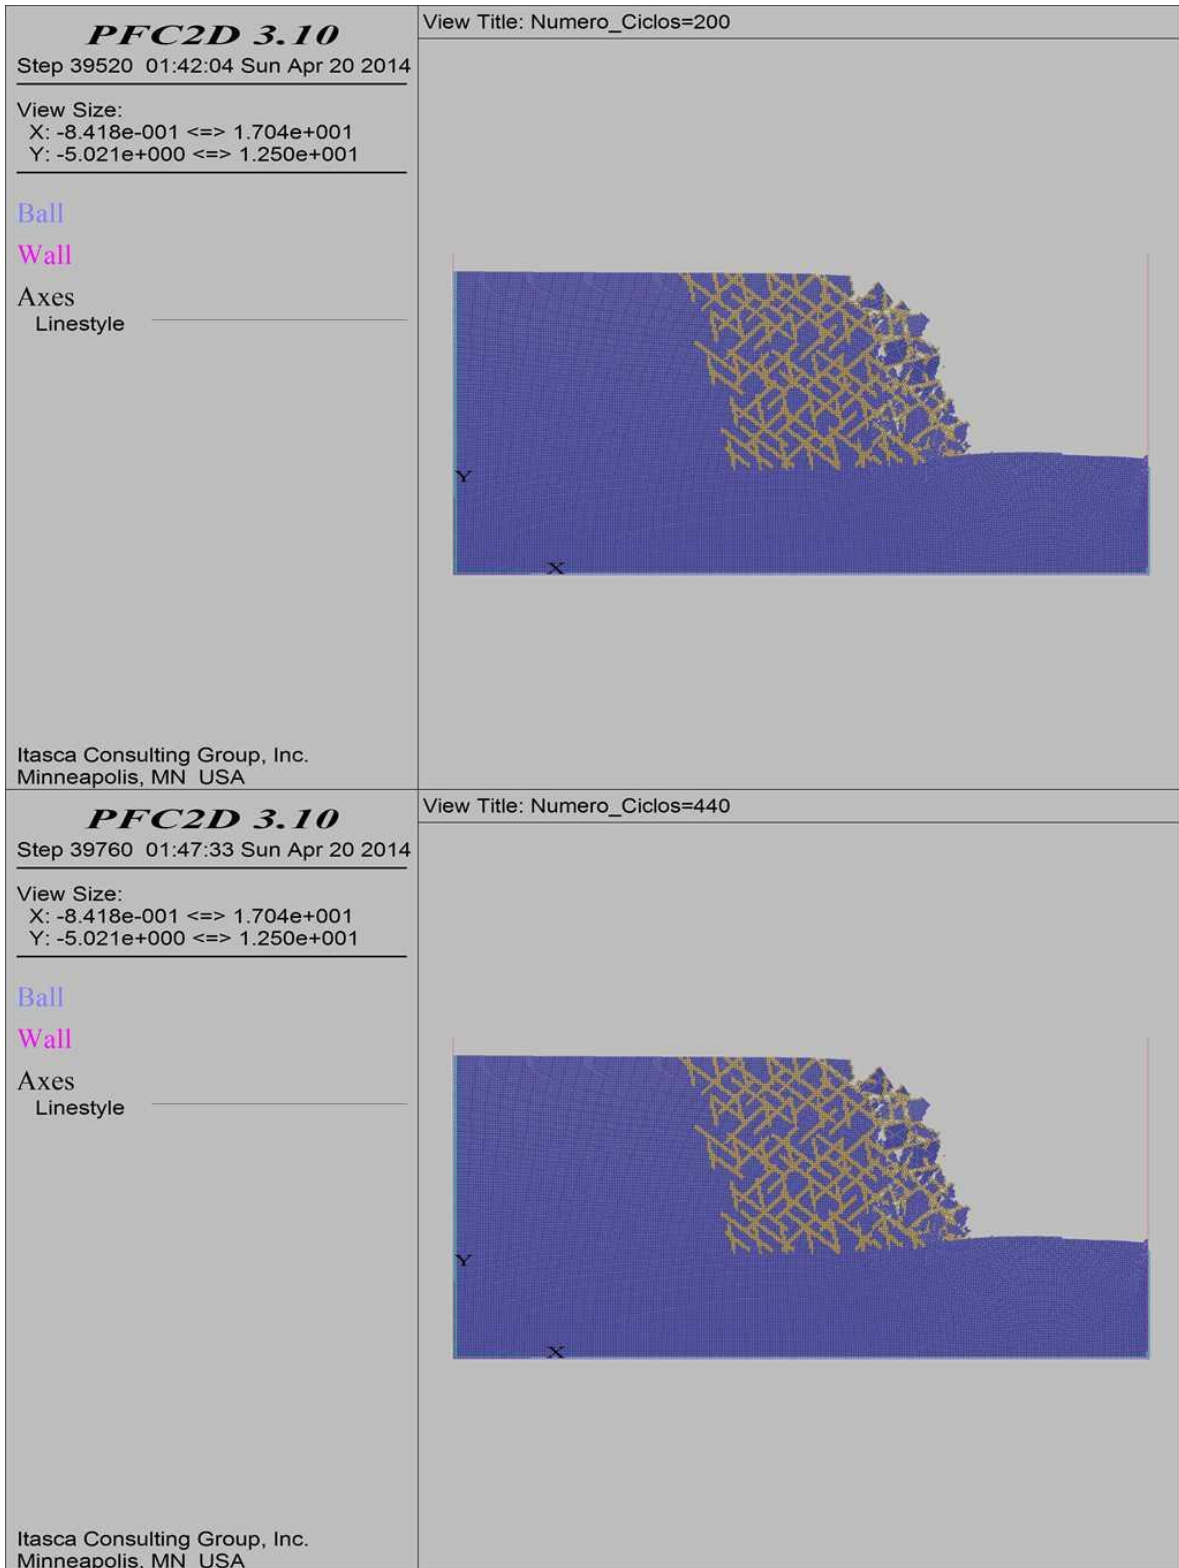 PFC2D 3.10
Step 39520 01:42:04 Sun Apr 20 2014
View Size:
X: -8.418e-001 <=> 1.704e+001
Y: -5.021e+000 <=> 1.250e+001
Ball
Wall
Axes
Linestyle
Itasca Consulting Group, Inc.
Minneapolis, MN USA
View Title: Numero_Ciclos=200
Y
X
PFC2D 3.10
Step 39760 01:47:33 Sun Apr 20 2014
View Size:
X: -8.418e-001 <=> 1.704e+001
Y: -5.021e+000 <=> 1.250e+001
Ball
Wall
Axes
Linestyle
Itasca Consulting Group, Inc.
Minneapolis, MN USA
View Title: Numero_Ciclos=440
Y
X